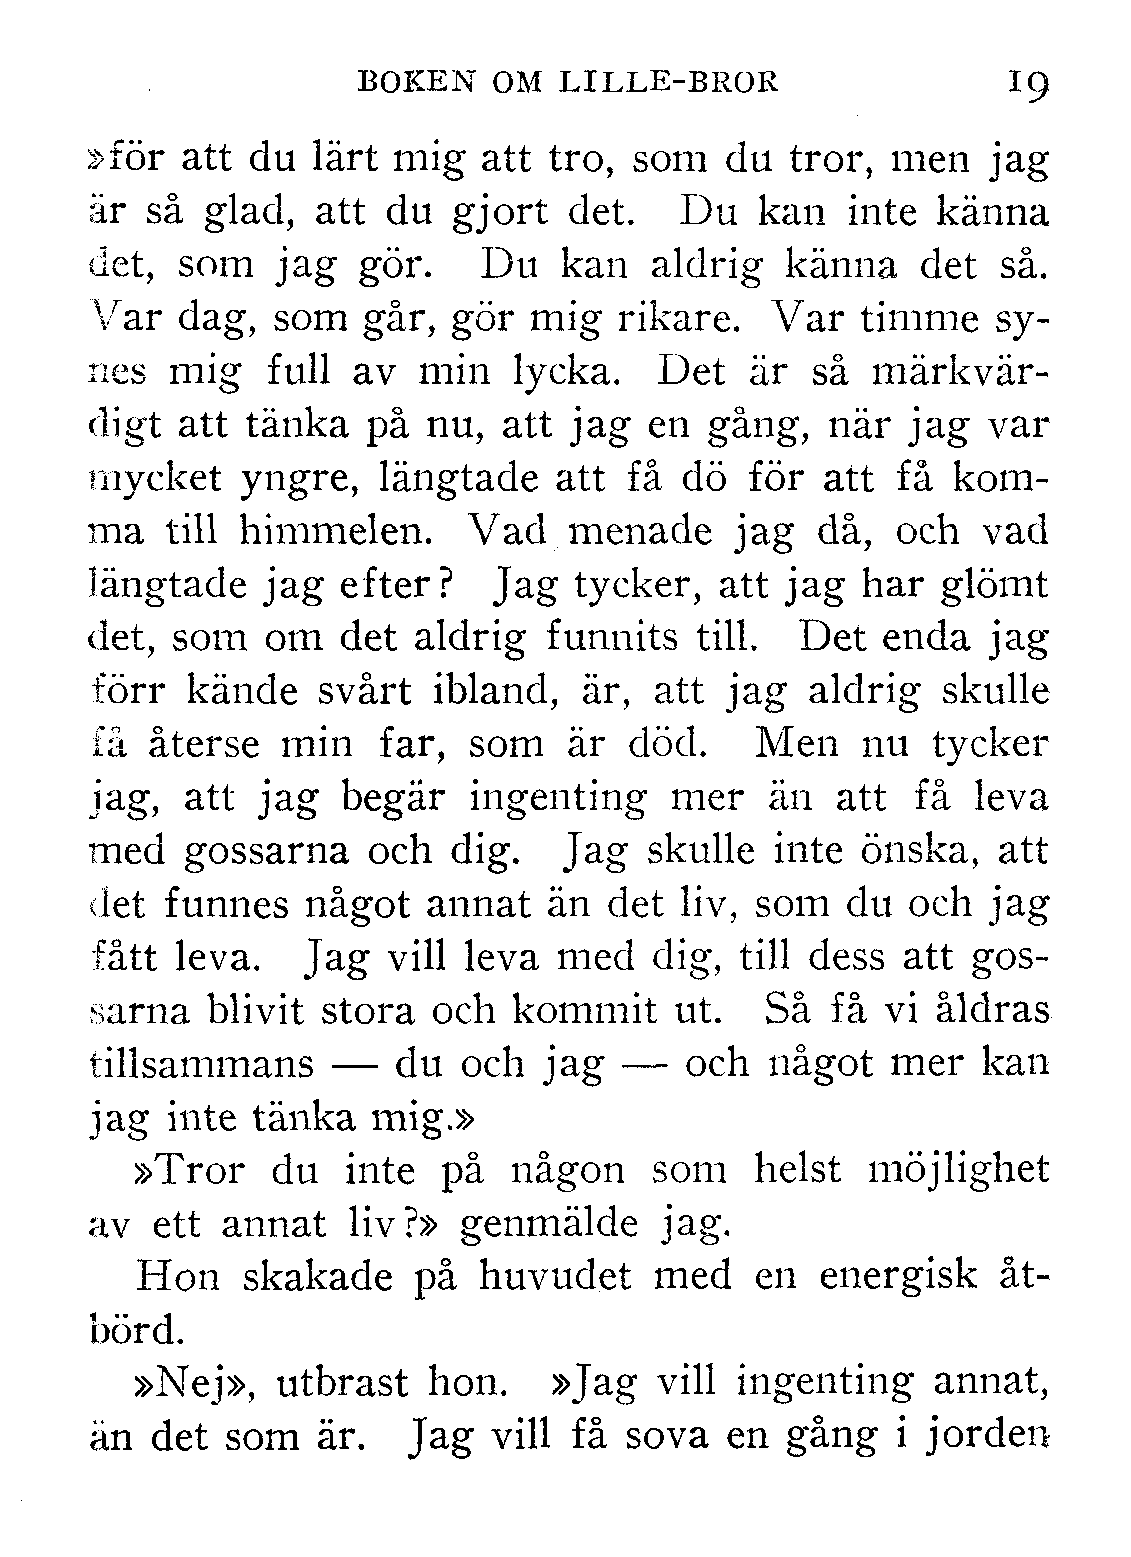 BOKEN OM LILLE-BROR 19
»för att du lärt mig att tro, som du tror, men jag
är så glad, att du gjort det. Du kan inte känna
det, som jag gör. Du kan aldrig känna det så.
Var dag, som går, gör mig rikare. Var timme sy-
nes mig full av min lycka. Det är så märkvär-
digt att tänka på nu, att jag en gång, när jag var
mycket yngre, längtade att få dö för att få kom-
ma till himmelen. Vad menade jag då, och vad
längtade jag efter? Jag tycker, att jag har glömt
det, som om det aldrig funnits till. Det enda jag
förr kände svårt ibland, är, att jag aldrig skulle
få återse min far, som är död. Men nu tycker
jag, att jag begär ingenting mer än att få leva
med gossarna och dig. Jag skulle inte önska, att
det funnes något annat än det liv, som du och jag
fått leva. Jag vill leva med dig, till dess att gos-
sarna blivit stora och kommit ut. Så få vi åldras
tillsammans — du och jag — och något mer kan
jag inte tänka mig.»
»Tror du inte på någon som helst möjlighet
av ett annat liv?» genmälde jag.
Hon skakade på huvudet med en energisk åt-
börd.
»Nej», utbrast hon. »Jag vill ingenting annat,
än det som är. Jag vill få sova en gång i jorden